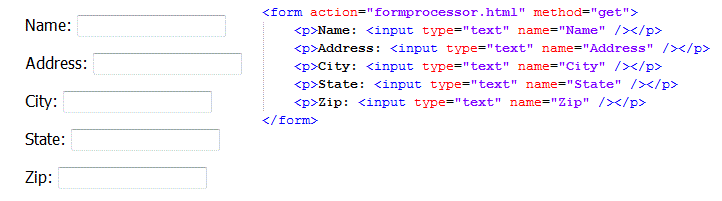 Name:
Address:
City:
State:
Zip:
<form action="formprocessor.html" method="get">
<p>Name: <input type="text" name="Name" /></p>
<p>Address: <input type="text" name="Address" /></p>
<p>City: <input type="text" name="City" /></p>
<p>State: <input type="text" name="State" /></p>
<p>Zip: <input type="text" name="Zip" /></p>
</form>